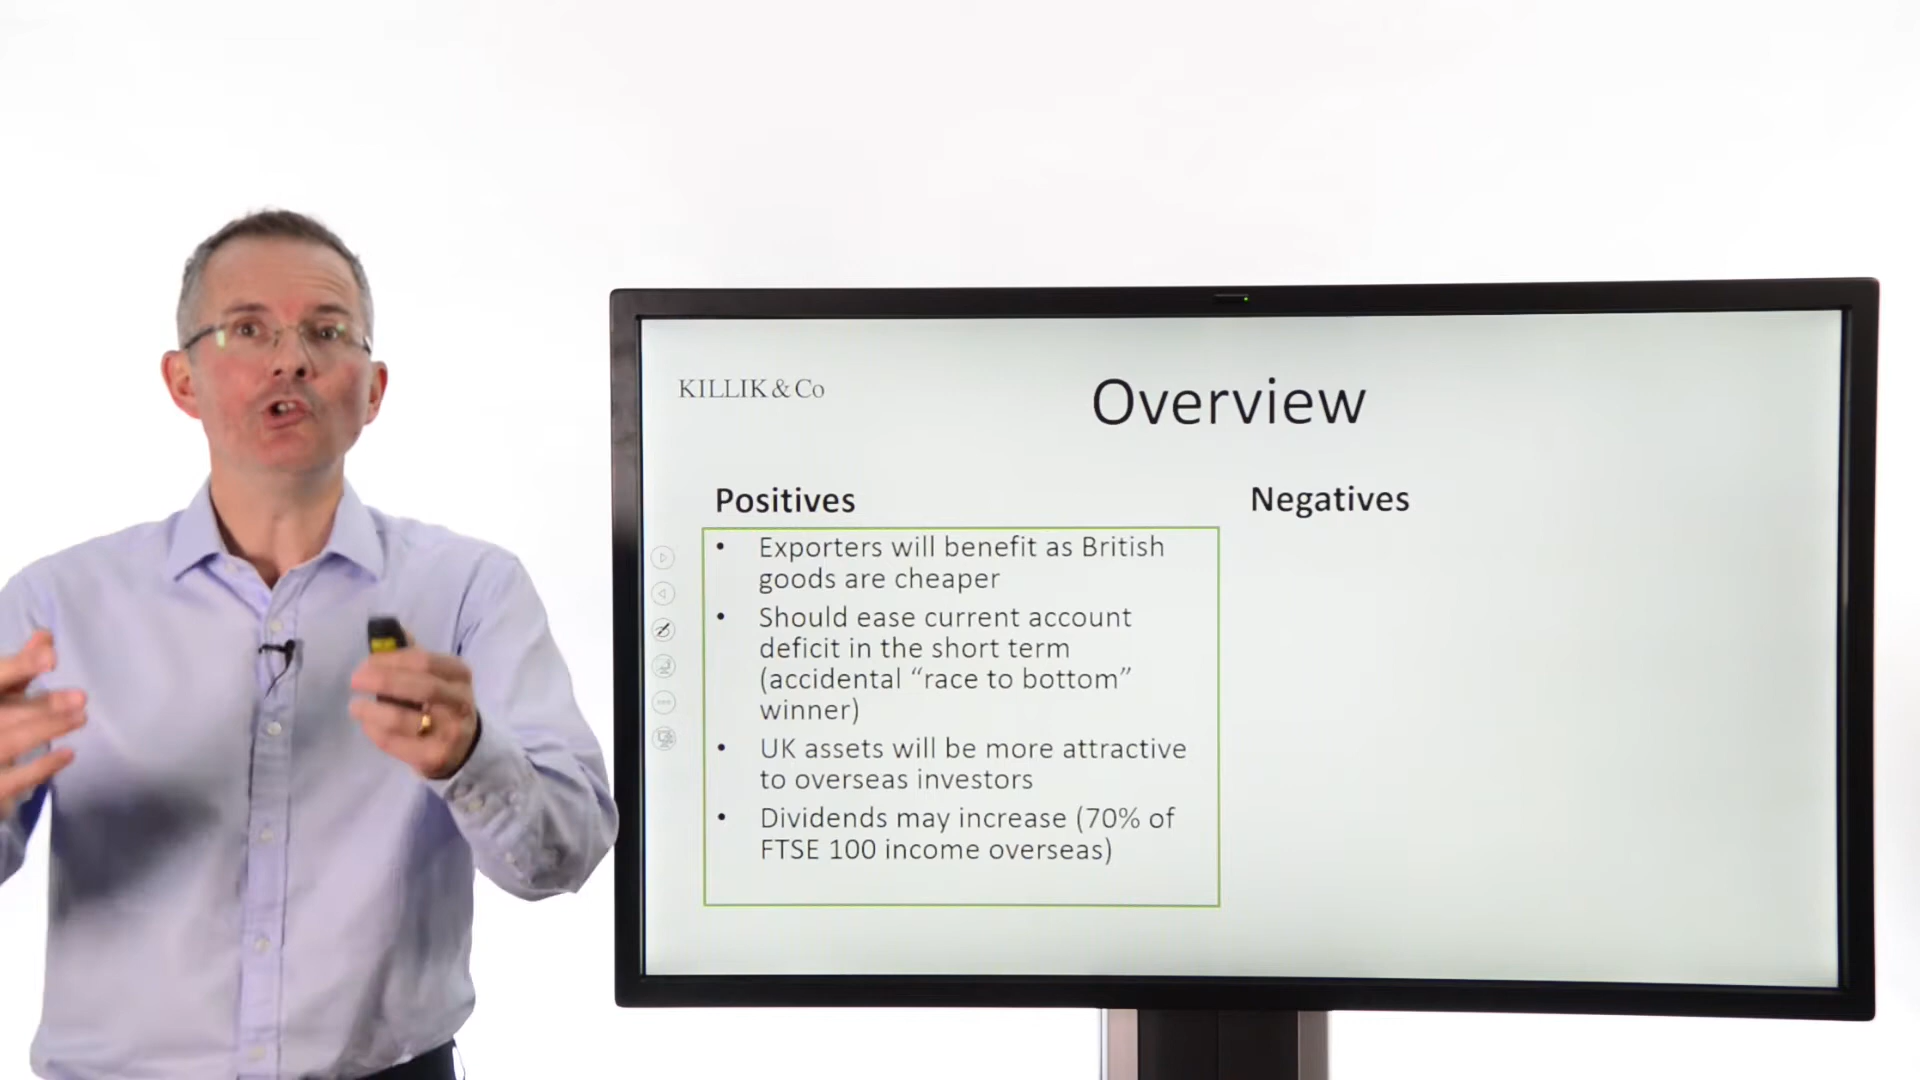 KILLIK & Co
Overview
Positives
• Exporters will benefit as British
goods are cheaper
• Should ease current account
deficit in the short term
(accidental “race to bottom”
winner)
• UK assets will be more attractive
to overseas investors
• Dividends may increase (70% of
FTSE 100 income overseas)
Negatives